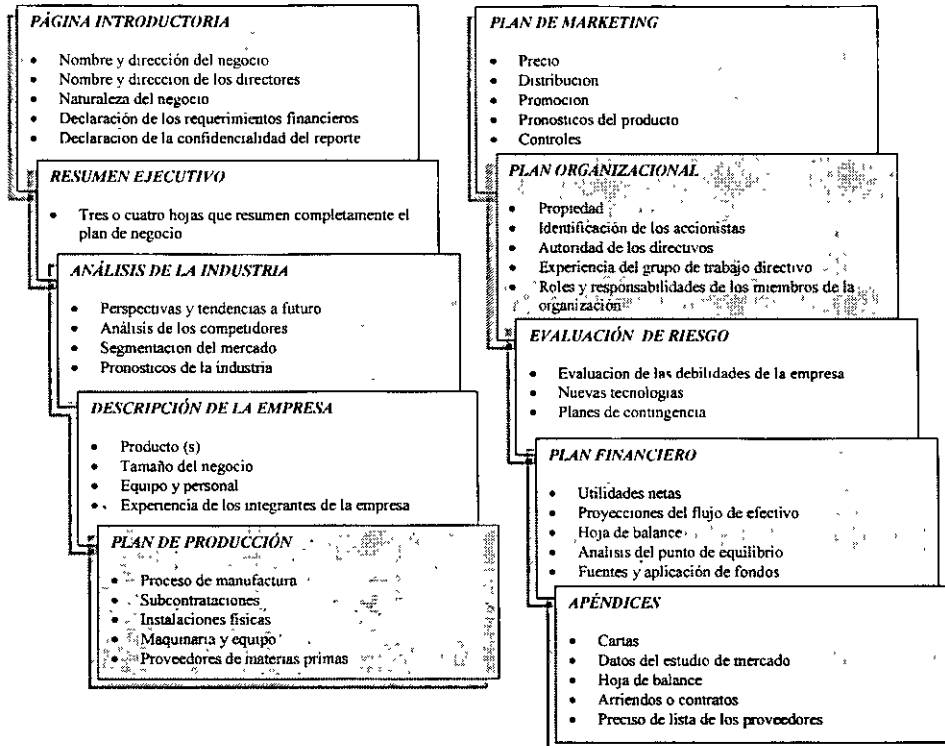 PÁGINA INTRODUCTORIA
• Nombre y dirección del negocio
• Nombre y dirección de los directores
• Naturaleza del negocio
• Declaración de los requerimientos financieros
• Declaracion de la confidencialidad del reporte
RESUMEN EJECUTIVO
• Tres o cuatro hojas que resumen completamente el
plan de negocio
ANÁLISIS DE LA INDUSTRIA
• Perspectivas y tendencias a futuro
• Análisis de los competidores
• Segmentacion del mercado
• Pronosticos de la industria
DESCRIPCIÓN DE LA EMPRESA
• Producto (s)
• Tamaño del negocio
• Equipo y personal
• Experiencia de los integrantes de la empresa
PLAN DE PRODUCCIÓN
• Proceso de manufactura
• Subcontrataciones
• Instalaciones físicas
• Maquinaria y equipo
• Proveedores de materias primas
PLAN DE MARKETING
• Precio
• Distribucion
• Promocion
• Pronosticos del producto
• Controles
PLAN ORGANIZACIONAL
• Propiedad
• Identificación de los accionistas
• Autoridad de los directivos
• Experiencia del grupo de trabajo directivo
• Roles y responsabilidades de los miembros de la
organización
EVALUACIÓN DE RIESGO
• Evaluacion de las debilidades de la empresa
• Nuevas tecnologias
• Planes de contingencia
PLAN FINANCIERO
• Utilidades netas
• Proyecciones del flujo de efectivo
• Hoja de balance
• Analisis del punto de equilibrio
• Fuentes y aplicación de fondos
APÉNDICES
• Cartas
• Datos del estudio de mercado
• Hoja de balance
• Arriendos o contratos
• Preciso de lista de los proveedores